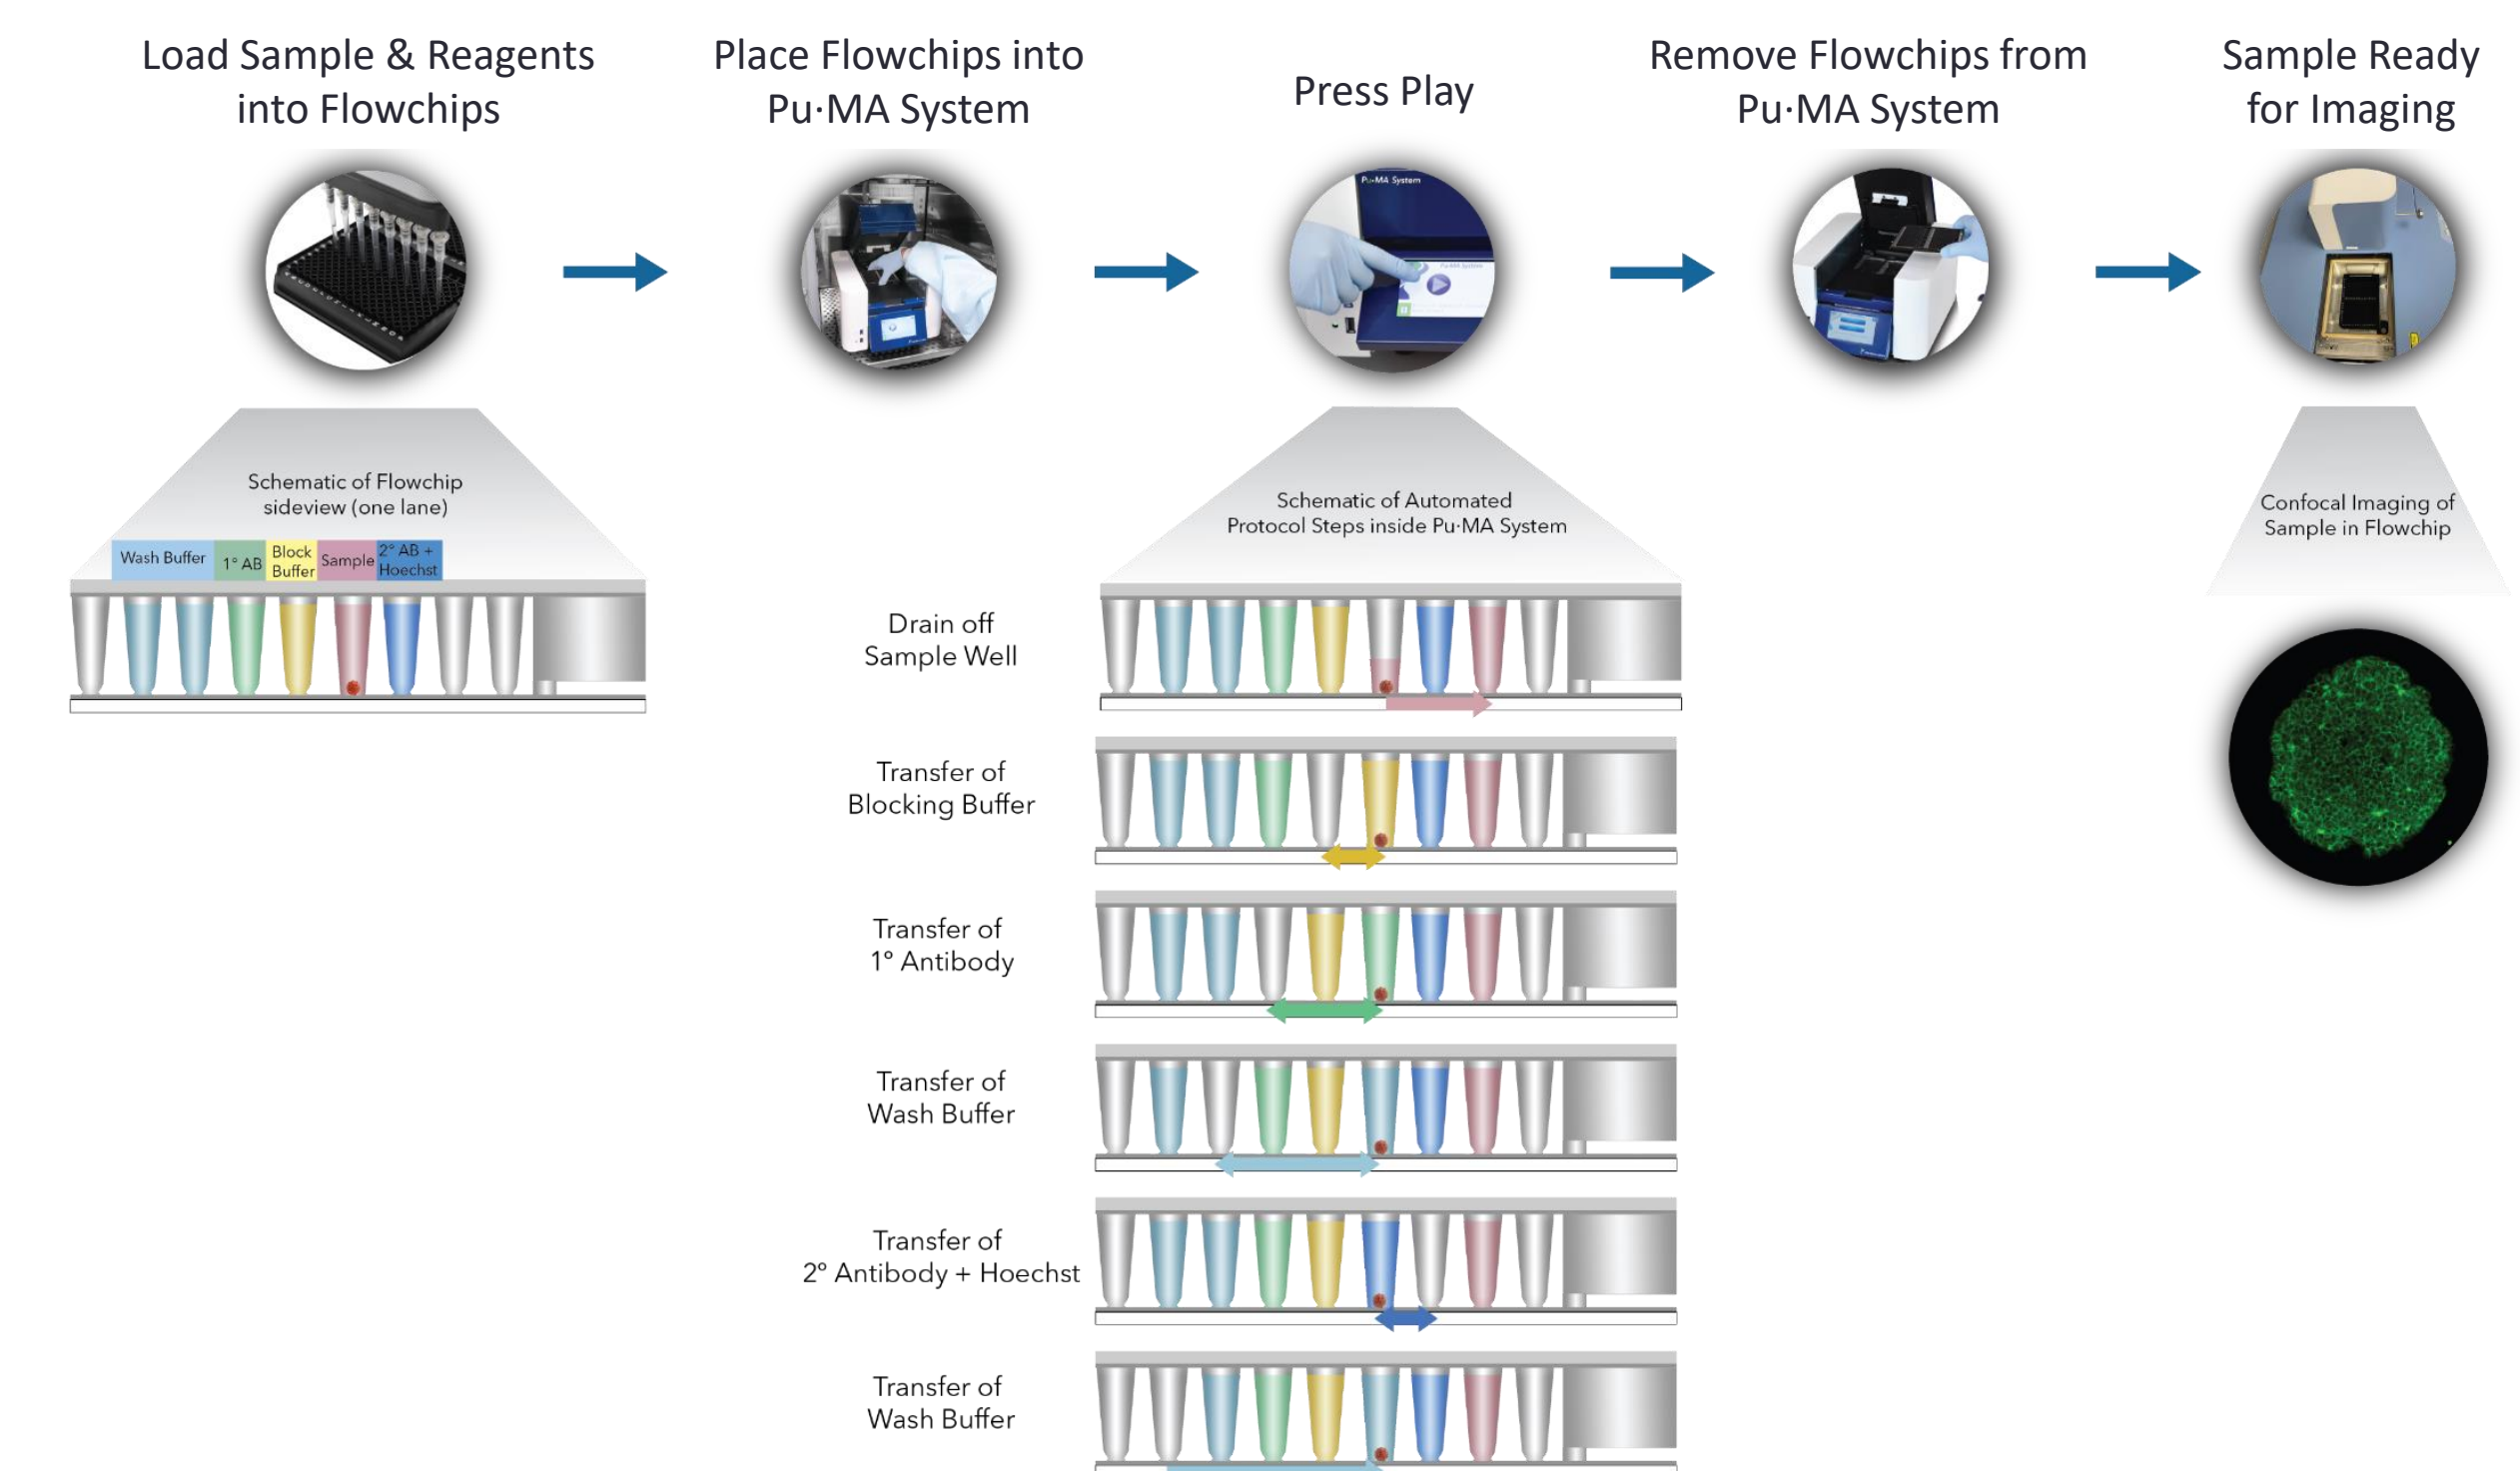 Load Sample & Reagents
into Flowchips
Place Flowchips into
Pu·MA System
Press Play
Remove Flowchips from
Pu·MA System
Sample Ready
for Imaging
Pu·MA System
Pu·MA System
Schematic of Flowchip
sideview (one lane)
Wash Buffer
1° AB
Block
Buffer
Sample
2° AB +
Hoechst
Schematic of Automated
Protocol Steps inside Pu·MA System
Confocal Imaging of
Sample in Flowchip
Drain off
Sample Well
Transfer of
Blocking Buffer
Transfer of
1° Antibody
Transfer of
Wash Buffer
Transfer of
2° Antibody + Hoechst
Transfer of
Wash Buffer